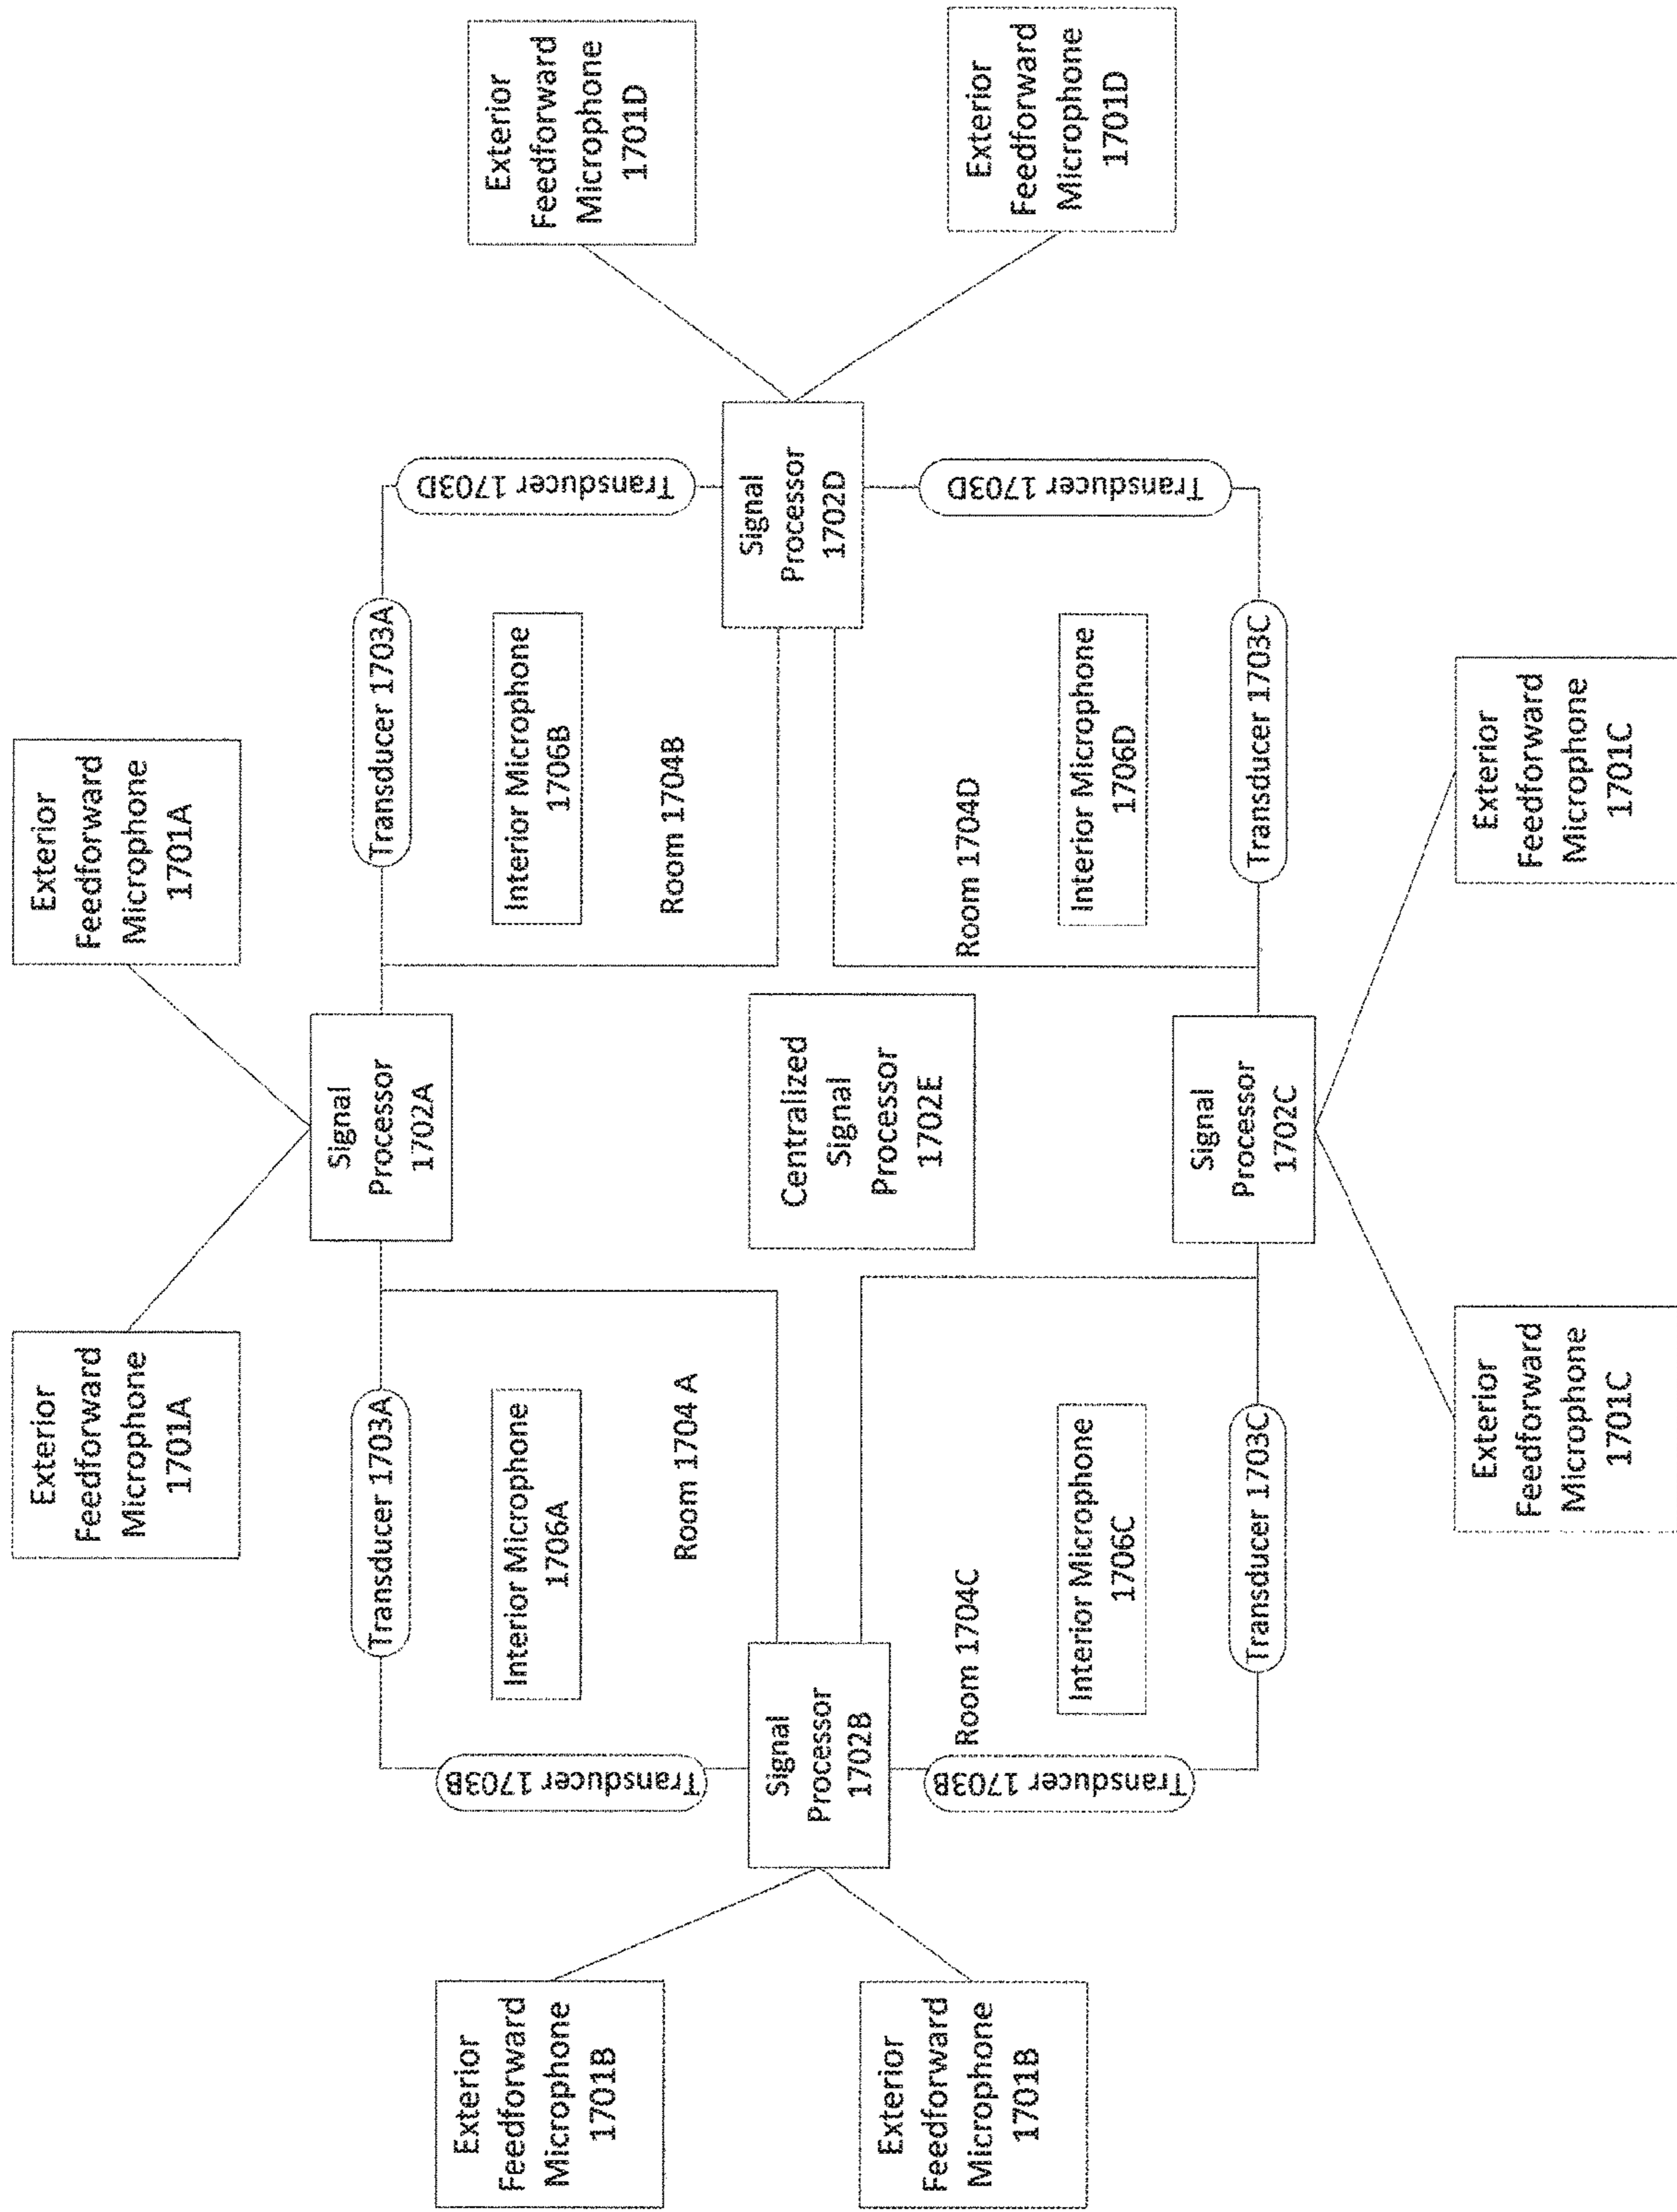 Exterior
Feedforward
Microphone
1701A
Exterior
Feedforward
Microphone
1701A
Signal
Processor
1702A
Transducer 1703A
Transducer 1703A
Exterior
Feedforward
Microphone
1701B
Transducer 1703B
Interior Microphone
1706A
Room 1704 A
Interior Microphone
1706B
Room 1704B
Transducer 1703D
Exterior
Feedforward
Microphone
1701D
Signal
Processor
1702B
Centralized
Signal
Processor
1702E
Signal
Processor
1702D
Exterior
Feedforward
Microphone
1701B
Transducer 1703B
Room 1704C
Interior Microphone
1706C
Room 1704D
Interior Microphone
1706D
Transducer 1703D
Exterior
Feedforward
Microphone
1701D
Transducer 1703C
Signal
Processor
1702C
Transducer 1703C
Exterior
Feedforward
Microphone
1701C
Exterior
Feedforward
Microphone
1701C